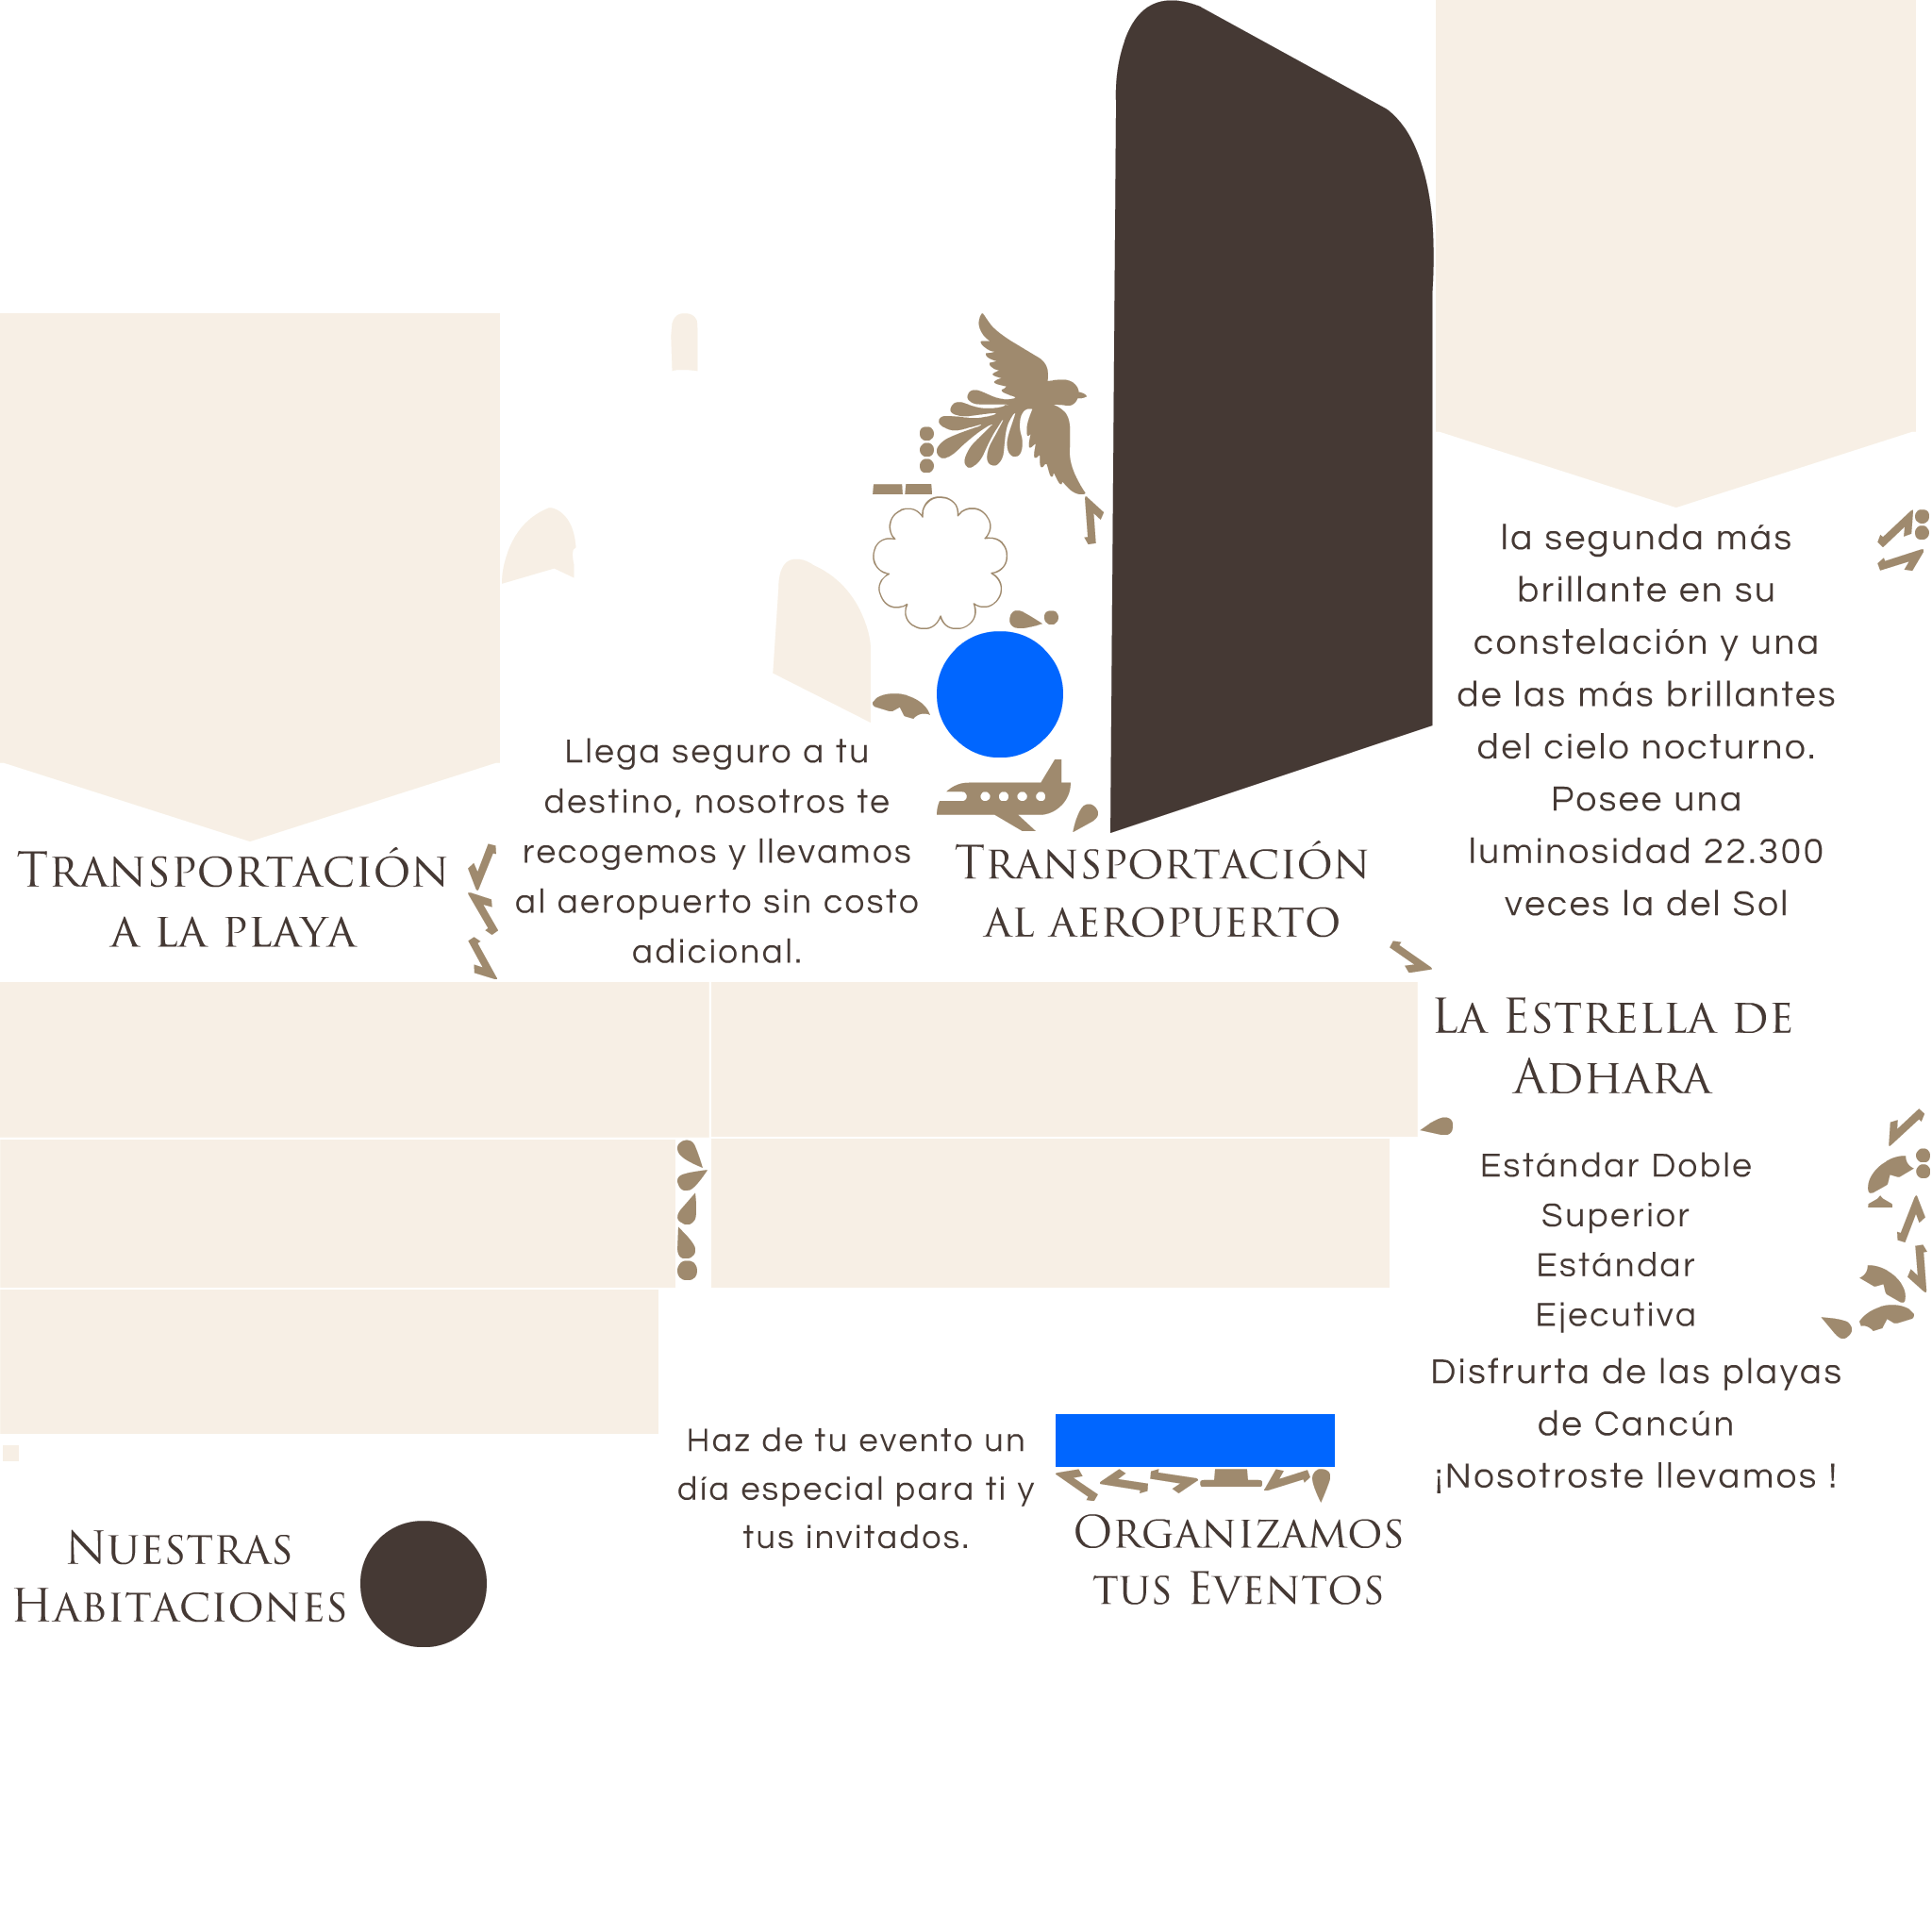 la segunda más
brillante en su
constelación y una
de las más brillantes
del cielo nocturno.
Posee una
luminosidad 22.300
veces la del Sol
Llega seguro a tu
destino, nosotros te
recogemos y llevamos
al aeropuerto sin costo
adicional.
Transportación
al aeropuerto
Transportación
a la playa
La Estrella de
Adhara
Estándar Doble
Superior
Estándar
Ejecutiva
Disfrurta de las playas
de Cancún
¡Nosotroste llevamos !
Haz de tu evento un
día especial para ti y
tus invitados.
Organizamos
tus Eventos
Nuestras
Habitaciones